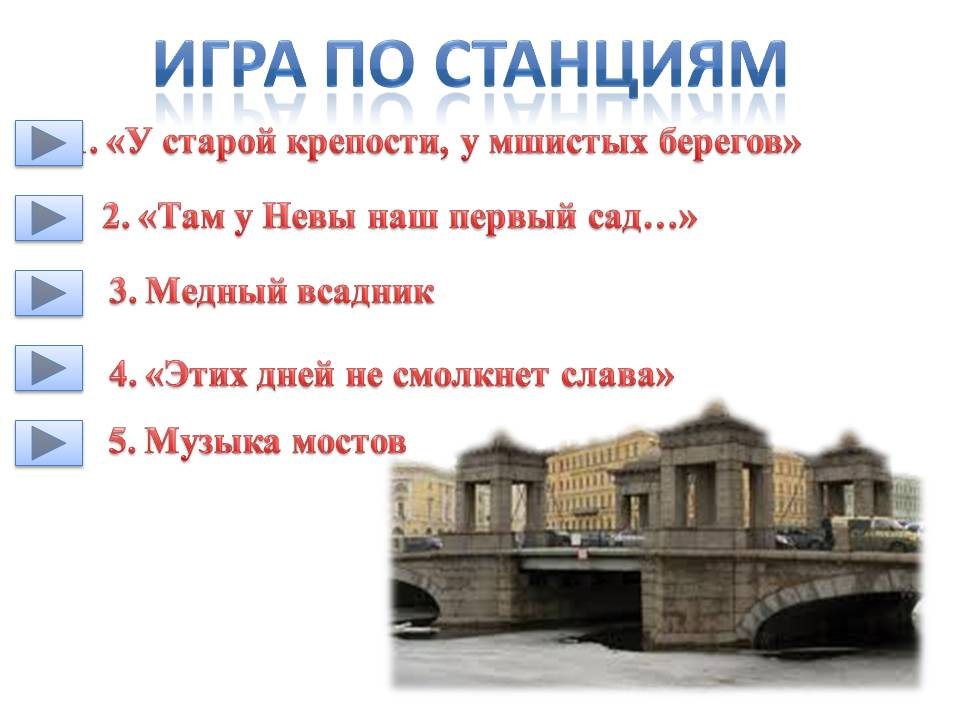 ИГРА ПО СТАНЦИЯМ
1. «У старой крепости, у мшистых берегов»
2. «Там у Невы наш первый сад...»
3. Медный всадник
4. «Этих дней не смолкнет слава»
5. Музыка мостов